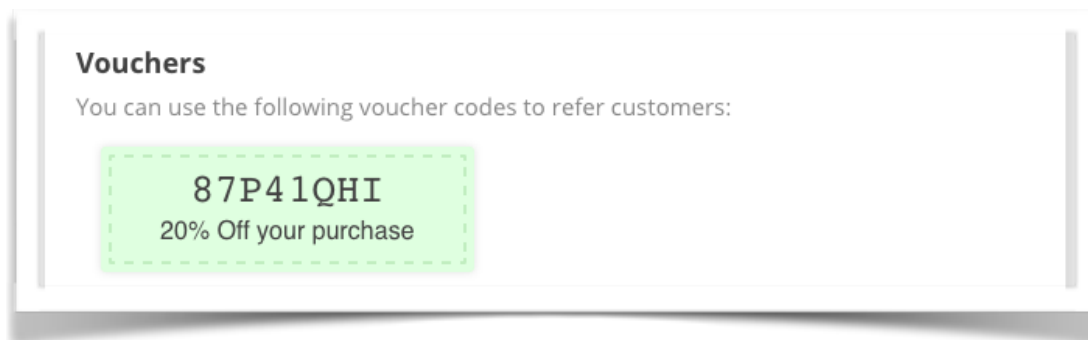 Vouchers
You can use the following voucher codes to refer customers:
87P41QHI
20% Off your purchase